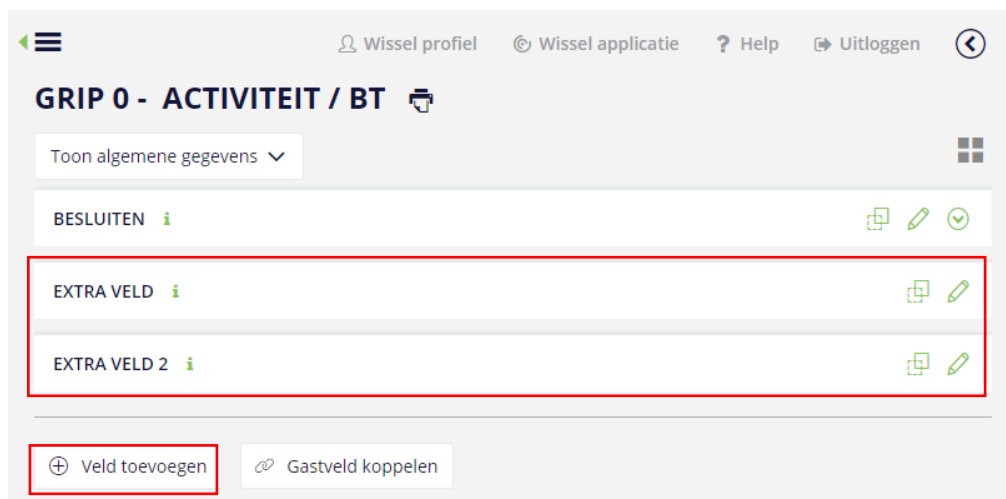 Wissel profiel Wissel applicatie ? Help Uitloggen
GRIP 0 - ACTIVITEIT / BT
Toon algemene gegevens
BESLUITEN i
EXTRA VELD i
EXTRA VELD 2 i
Veld toevoegen Gastveld koppelen